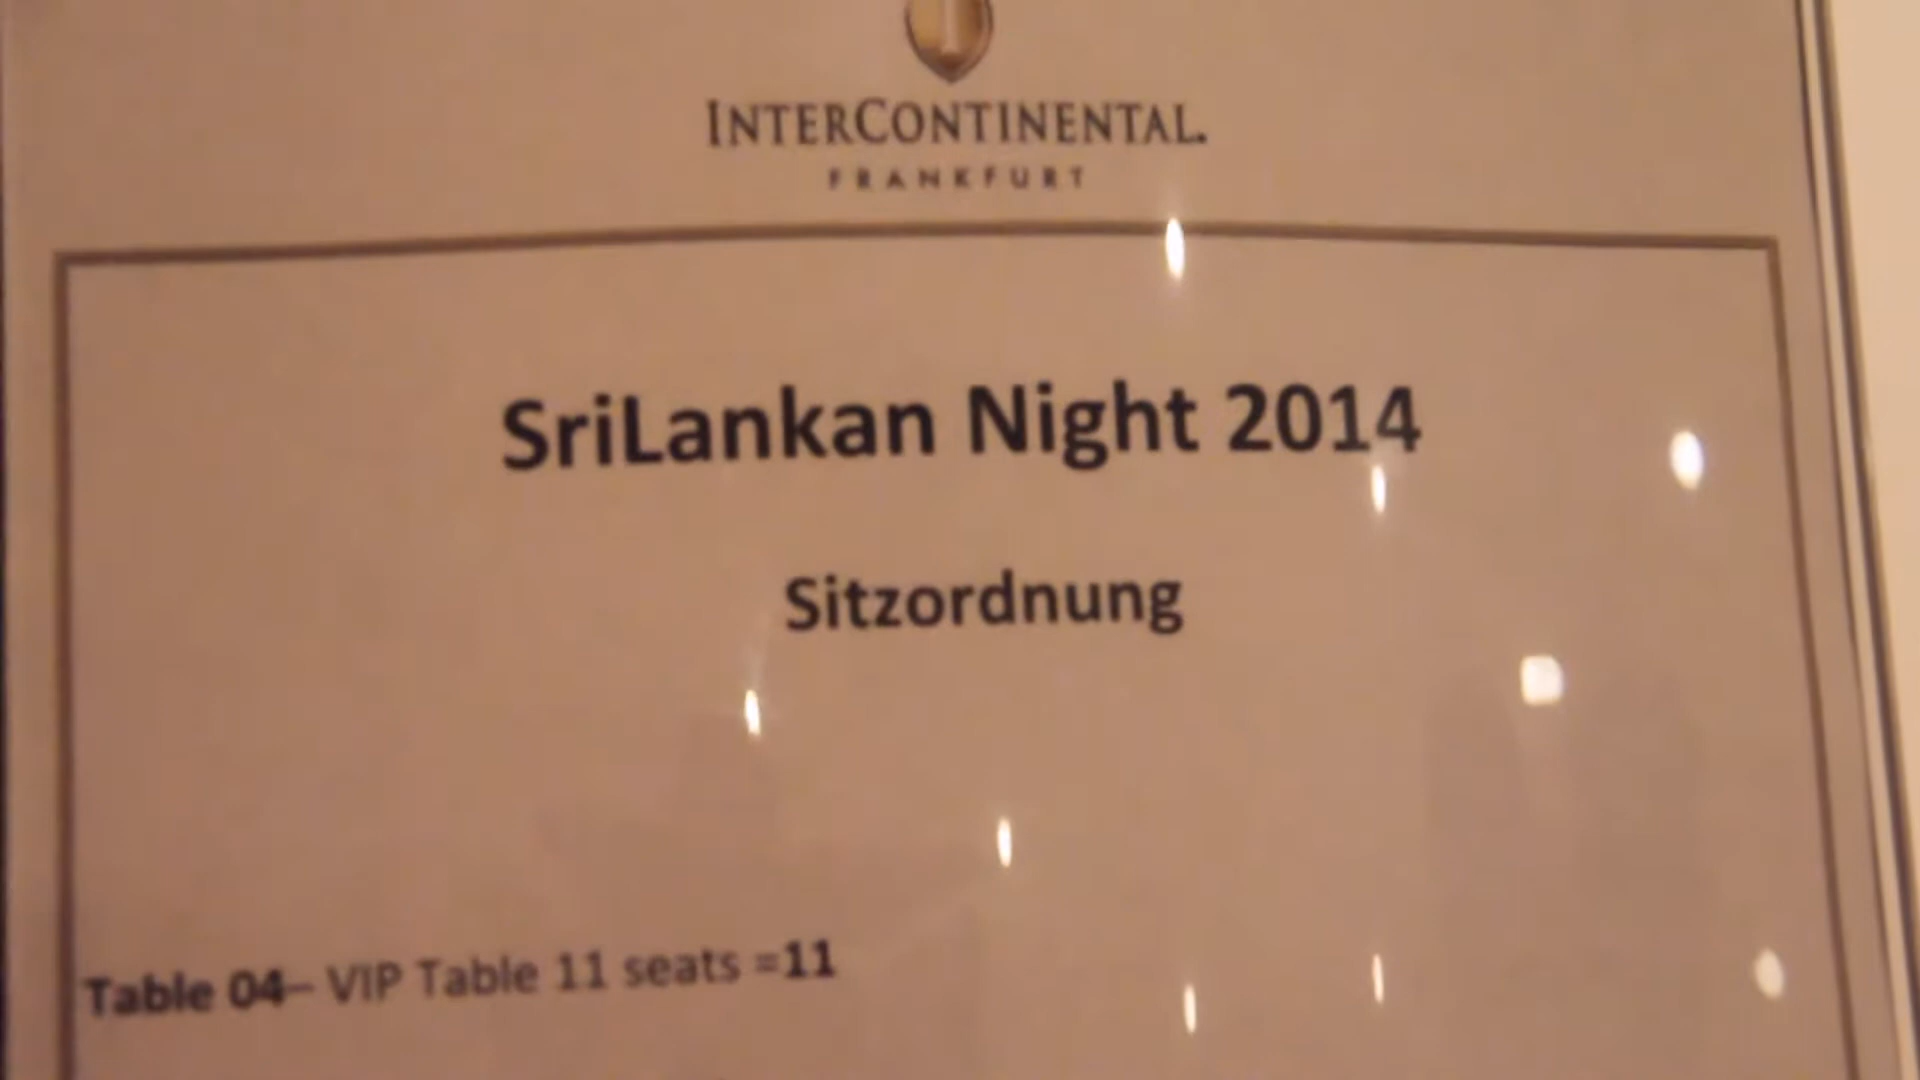 INTERCONTINENTAL.
FRANKFURT
SriLankan Night 2014
Sitzordnung
Table 04– VIP Table 11 seats =11